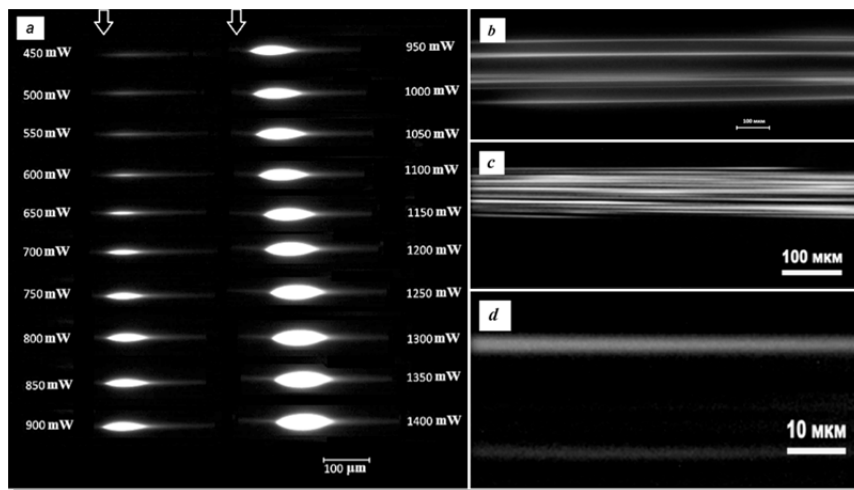 a
450 mW
500 mW
550 mW
600 mW
650 mW
700 mW
750 mW
800 mW
850 mW
900 mW
950 mW
1000 mW
1050 mW
1100 mW
1150 mW
1200 mW
1250 mW
1300 mW
1350 mW
1400 mW
100 μm
b
100 мкм
c
100 мкм
d
10 мкм